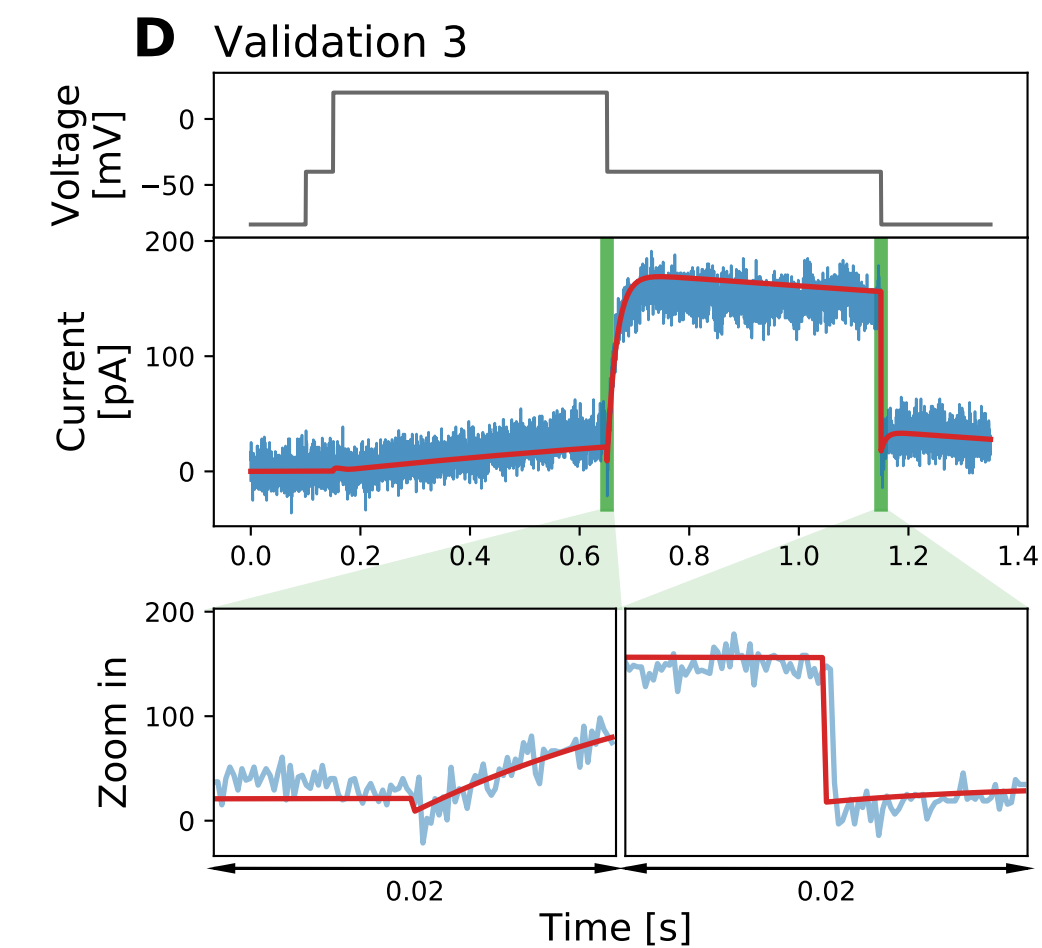 D Validation 3
Voltage
[mV]
0
−50
Current
[pA]
200
100
0
0.0 0.2 0.4 0.6 0.8 1.0 1.2 1.4
Zoom in
200
100
0
0.02 0.02
Time [s]